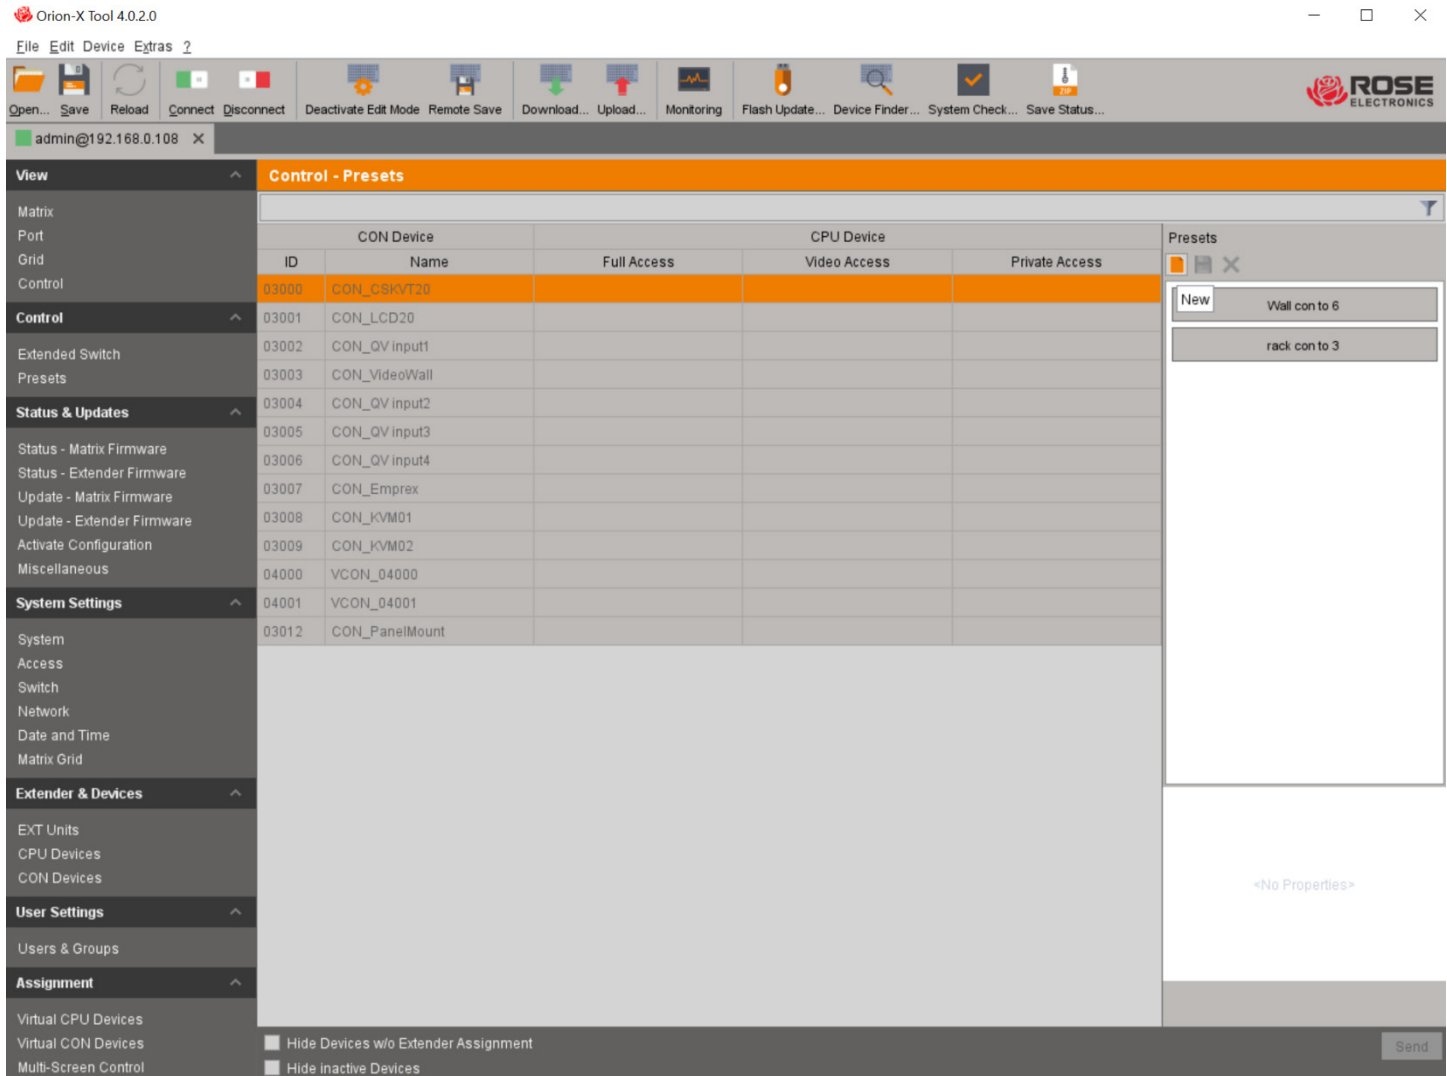 Orion-X Tool 4.0.2.0
File Edit Device Extras ?
Open... Save Reload Connect Disconnect Deactivate Edit Mode Remote Save Download... Upload... Monitoring Flash Update... Device Finder... System Check... ZIP Save Status... ROSE ELECTRONICS
admin@192.168.0.108
View
Matrix
Port
Grid
Control
Control
Extended Switch
Presets
Status & Updates
Status - Matrix Firmware
Status - Extender Firmware
Update - Matrix Firmware
Update - Extender Firmware
Activate Configuration
Miscellaneous
System Settings
System
Access
Switch
Network
Date and Time
Matrix Grid
Extender & Devices
EXT Units
CPU Devices
CON Devices
User Settings
Users & Groups
Assignment
Virtual CPU Devices
Virtual CON Devices
Multi-Screen Control
Control - Presets
CON Device CPU Device
ID Name Full Access Video Access Private Access
03000 CON_CSKVT20
03001 CON_LCD20
03002 CON_QV input1
03003 CON_VideoWall
03004 CON_QV input2
03005 CON_QV input3
03006 CON_QV input4
03007 CON_Emprex
03008 CON_KVM01
03009 CON_KVM02
04000 VCON_04000
04001 VCON_04001
03012 CON_PanelMount
Hide Devices w/o Extender Assignment
Hide inactive Devices
Presets
New
Wall con to 6
rack con to 3
<No Properties>
Send